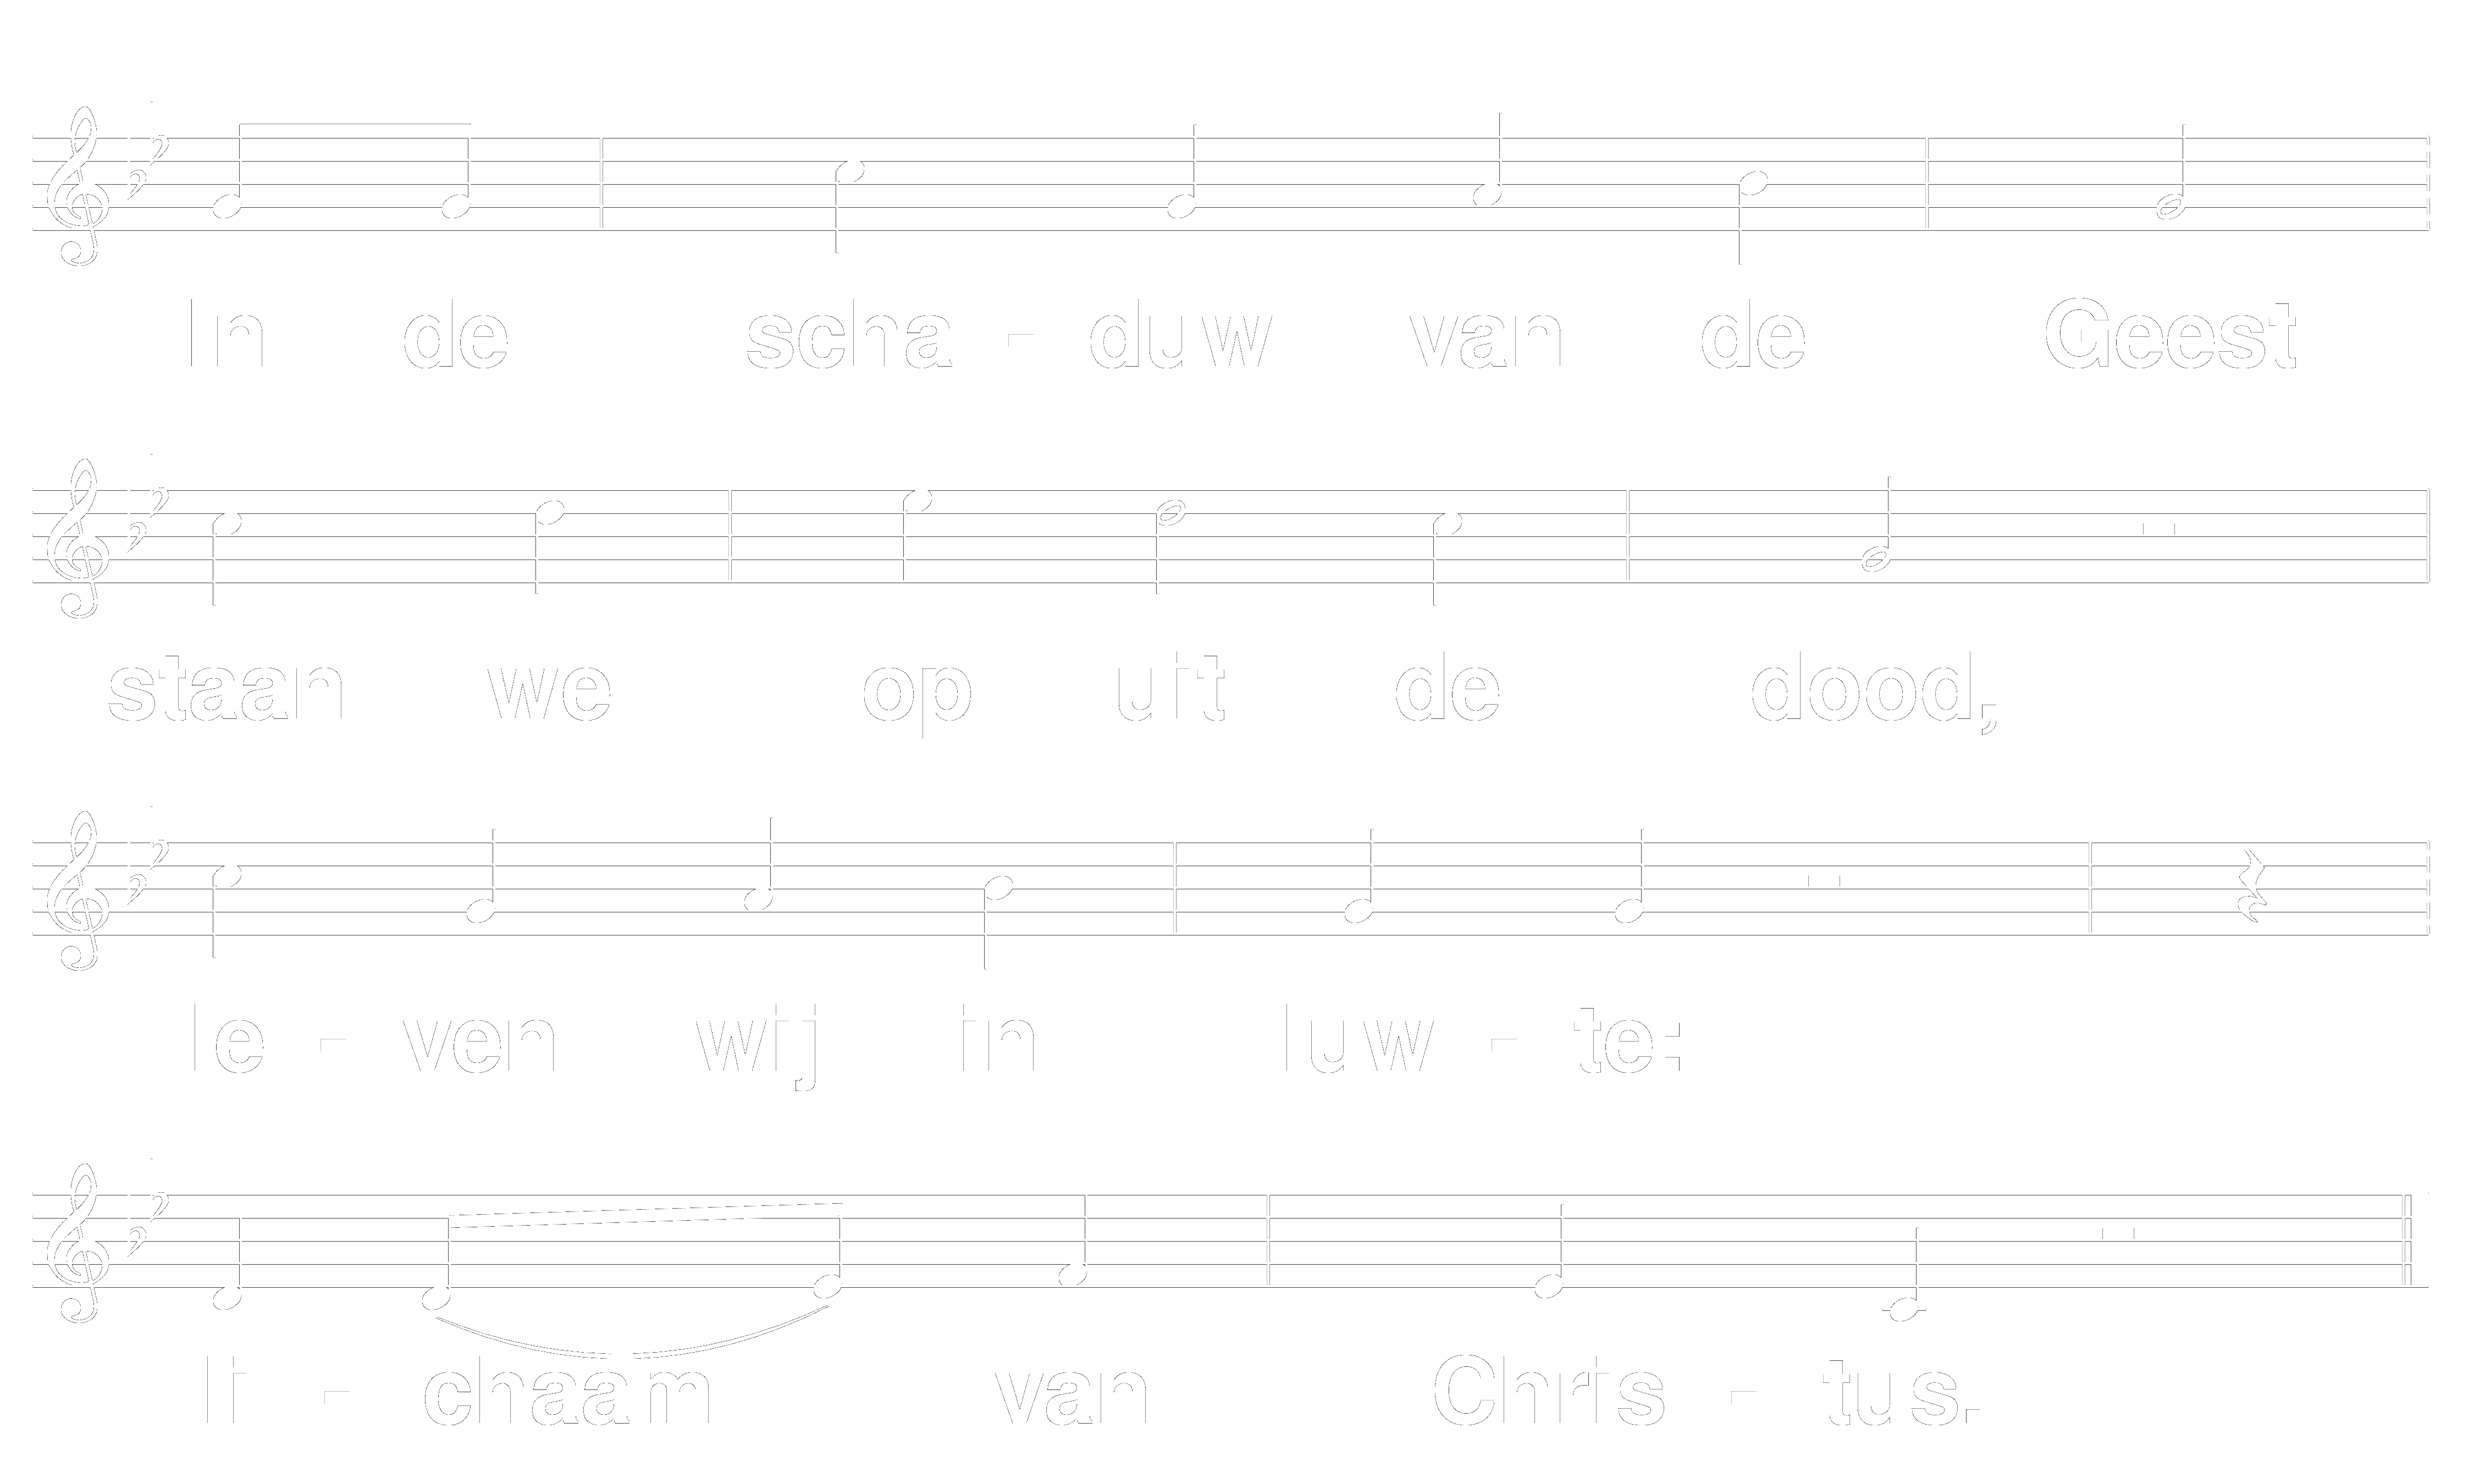 In de scha - duw van de Geest
staan we op uit de dood,
le - ven wij in luw - te:
li - chaam van Chris - tus.